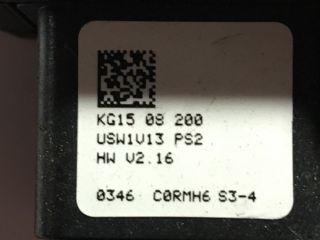 KG15 08 200
USW1V13 PS2
HW V2.16
0346 C0RMH6 S3-4